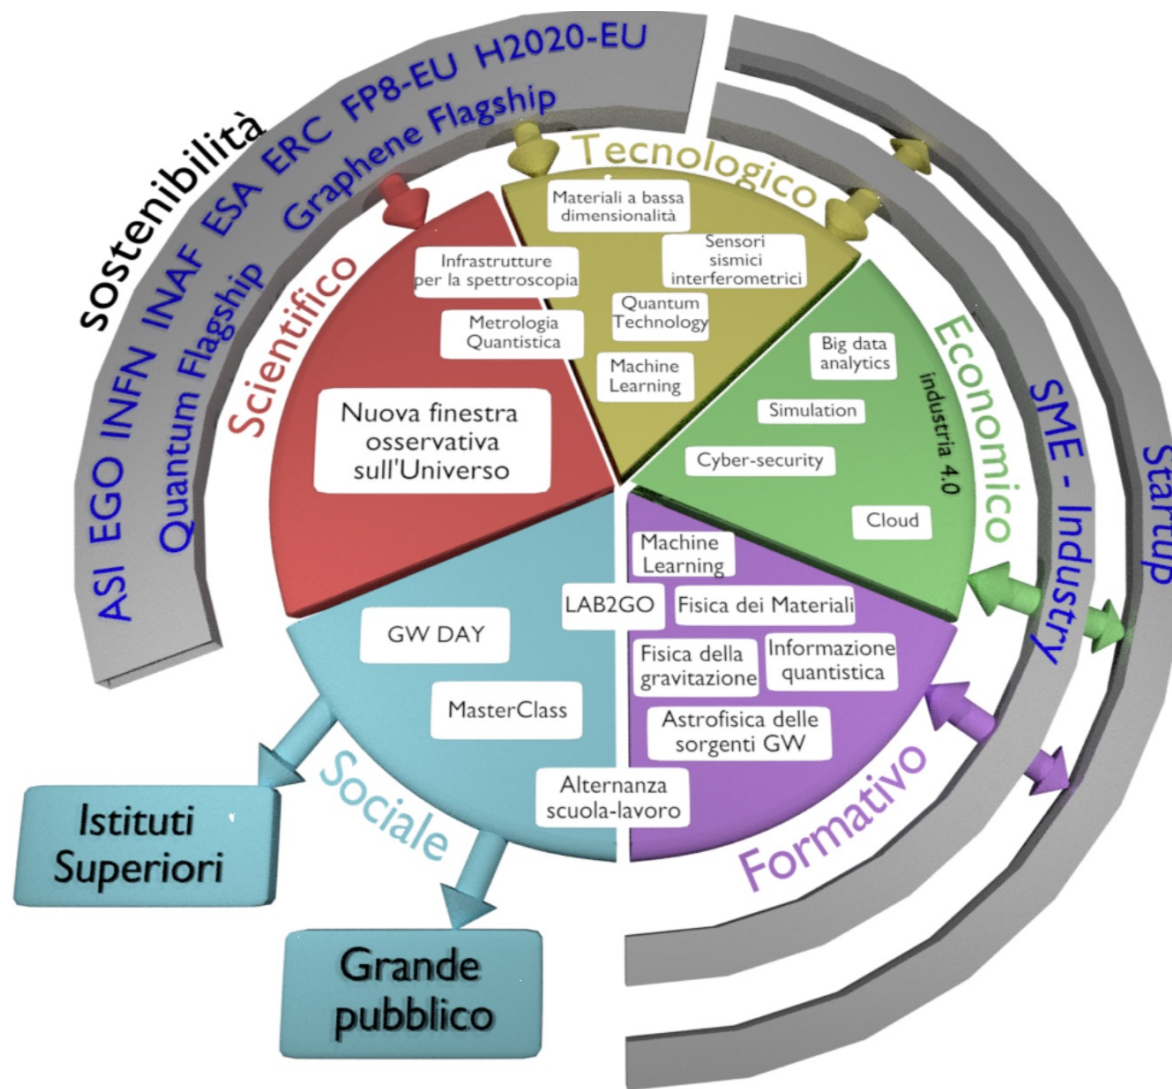 sostenibilità
ASI EGO INFN INAF ESA ERC FP8-EU H2020-EU
Quantum Flagship
Graphene Flagship
Scientifico
Infrastrutture
per la spettroscopia
Metrologia
Quantistica
Nuova finestra
osservativa
sull'Universo
Tecnologico
Materiali a bassa
dimensionalità
Sensori
sismici
interferometrici
Quantum
Technology
Machine
Learning
Economico
industria 4.0
Big data
analytics
Simulation
Cyber-security
Cloud
SME - Industry
Startup
Formativo
Machine
Learning
LAB2GO
Fisica dei Materiali
Fisica della
gravitazione
Informazione
quantistica
Astrofisica delle
sorgenti GW
Alternanza
scuola-lavoro
Sociale
GW DAY
MasterClass
Istituti
Superiori
Grande
pubblico